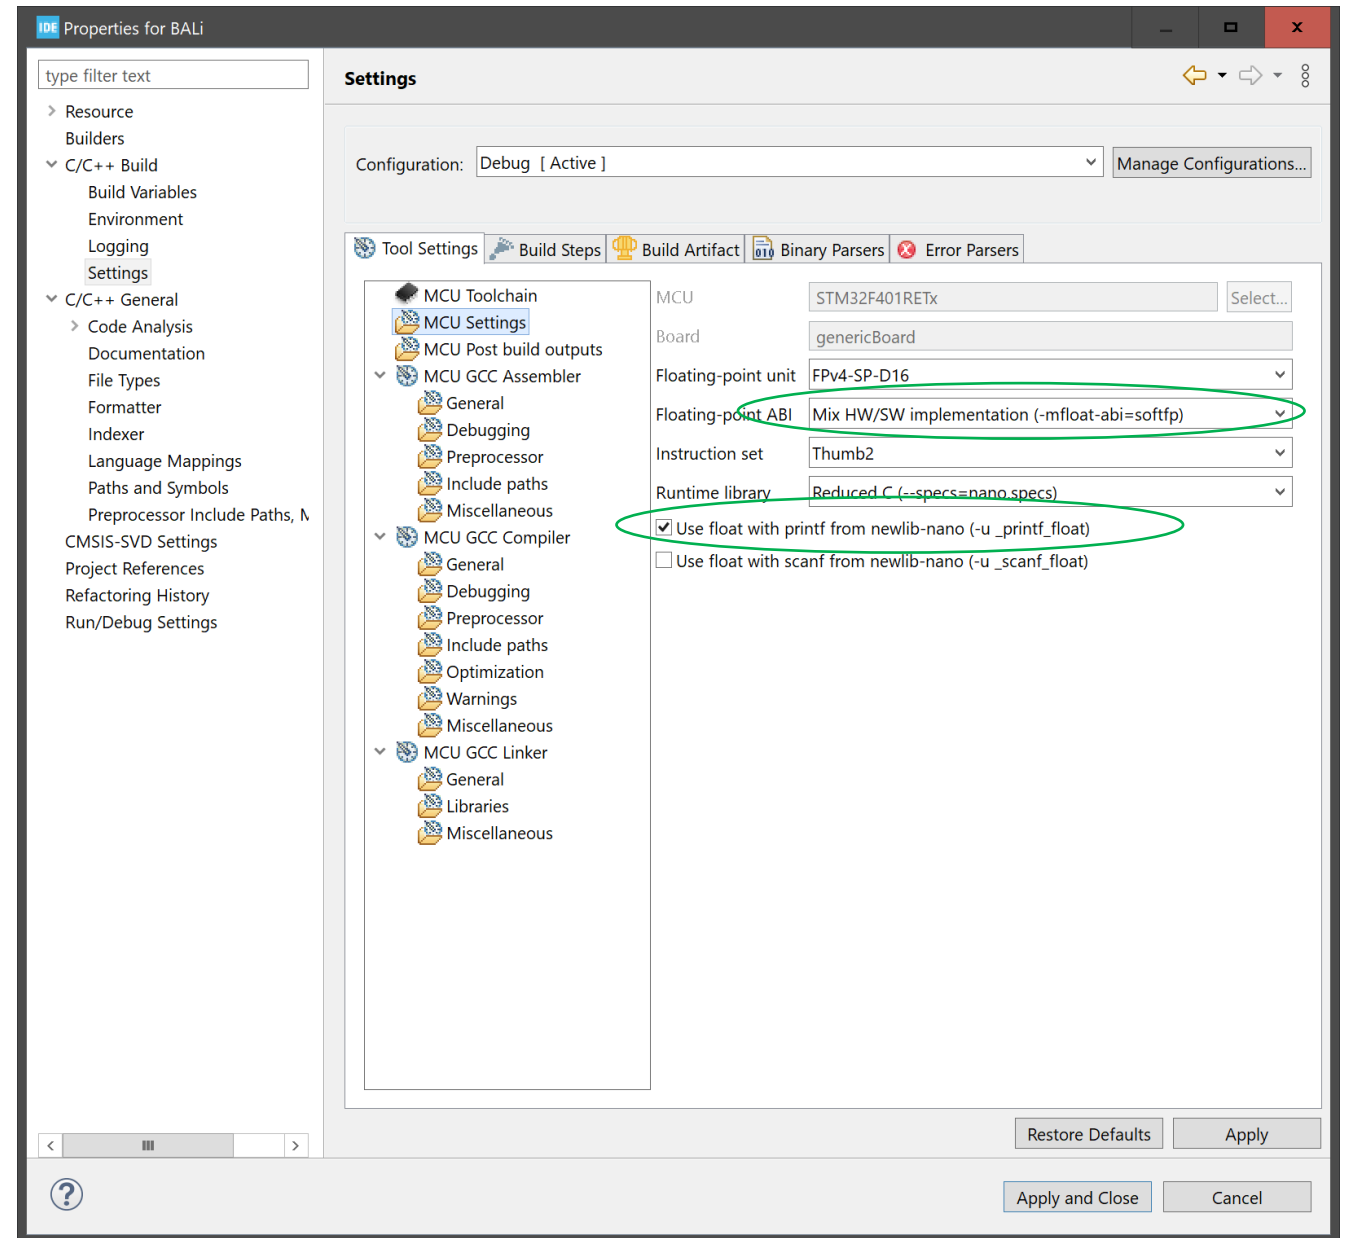 IDE Properties for BALi
type filter text
Settings
Resource
Builders
C/C++ Build
Build Variables
Environment
Logging
Settings
C/C++ General
Code Analysis
Documentation
File Types
Formatter
Indexer
Language Mappings
Paths and Symbols
Preprocessor Include Paths, M
CMSIS-SVD Settings
Project References
Refactoring History
Run/Debug Settings
Configuration: Debug [ Active ] Manage Configurations...
Tool Settings Build Steps Build Artifact 010 Binary Parsers Error Parsers
MCU Toolchain
MCU Settings
MCU Post build outputs
MCU GCC Assembler
General
Debugging
Preprocessor
Include paths
Miscellaneous
MCU GCC Compiler
General
Debugging
Preprocessor
Include paths
Optimization
Warnings
Miscellaneous
MCU GCC Linker
General
Libraries
Miscellaneous
MCU STM32F401RETx Select...
Board genericBoard
Floating-point unit FPv4-SP-D16
Floating-point ABI Mix HW/SW implementation (-mfloat-abi=softfp)
Instruction set Thumb2
Runtime library Reduced C (--specs=nano.specs)
Use float with printf from newlib-nano (-u _printf_float)
Use float with scanf from newlib-nano (-u _scanf_float)
Restore Defaults Apply
? Apply and Close Cancel